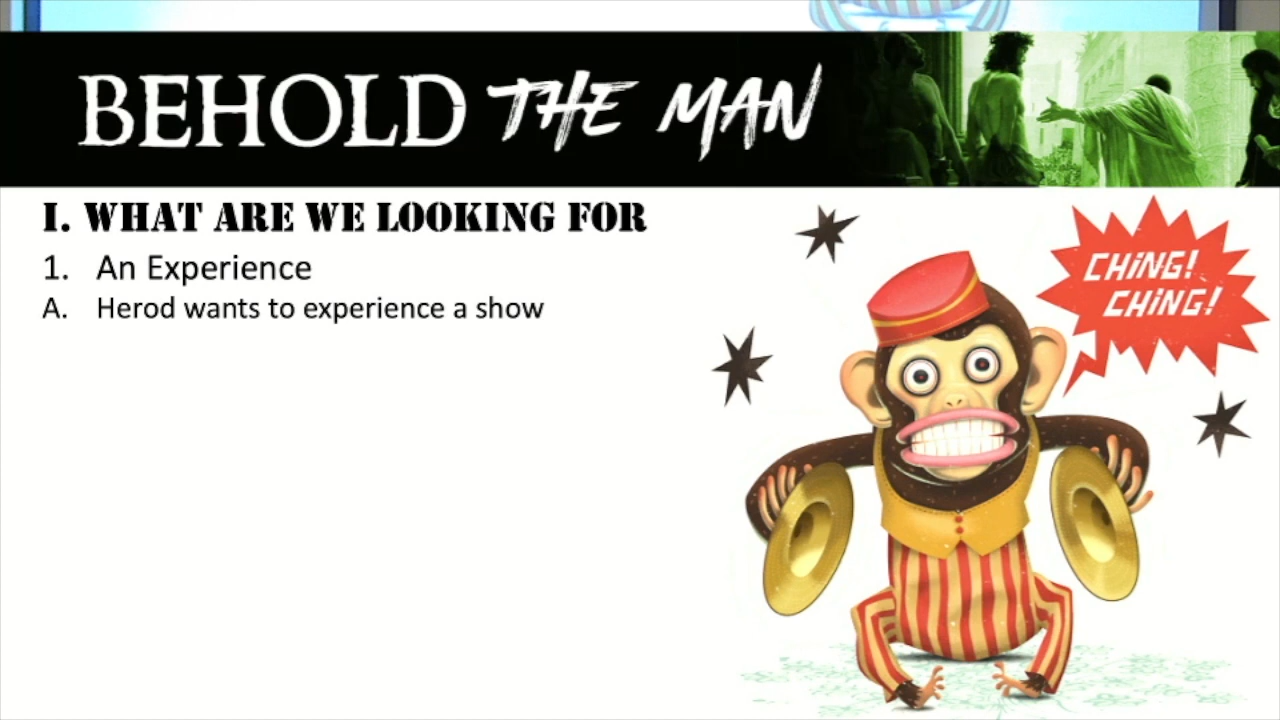 BEHOLD THE MAN
I. WHAT ARE WE LOOKING FOR
1. An Experience
A. Herod wants to experience a show
CHING!
CHING!